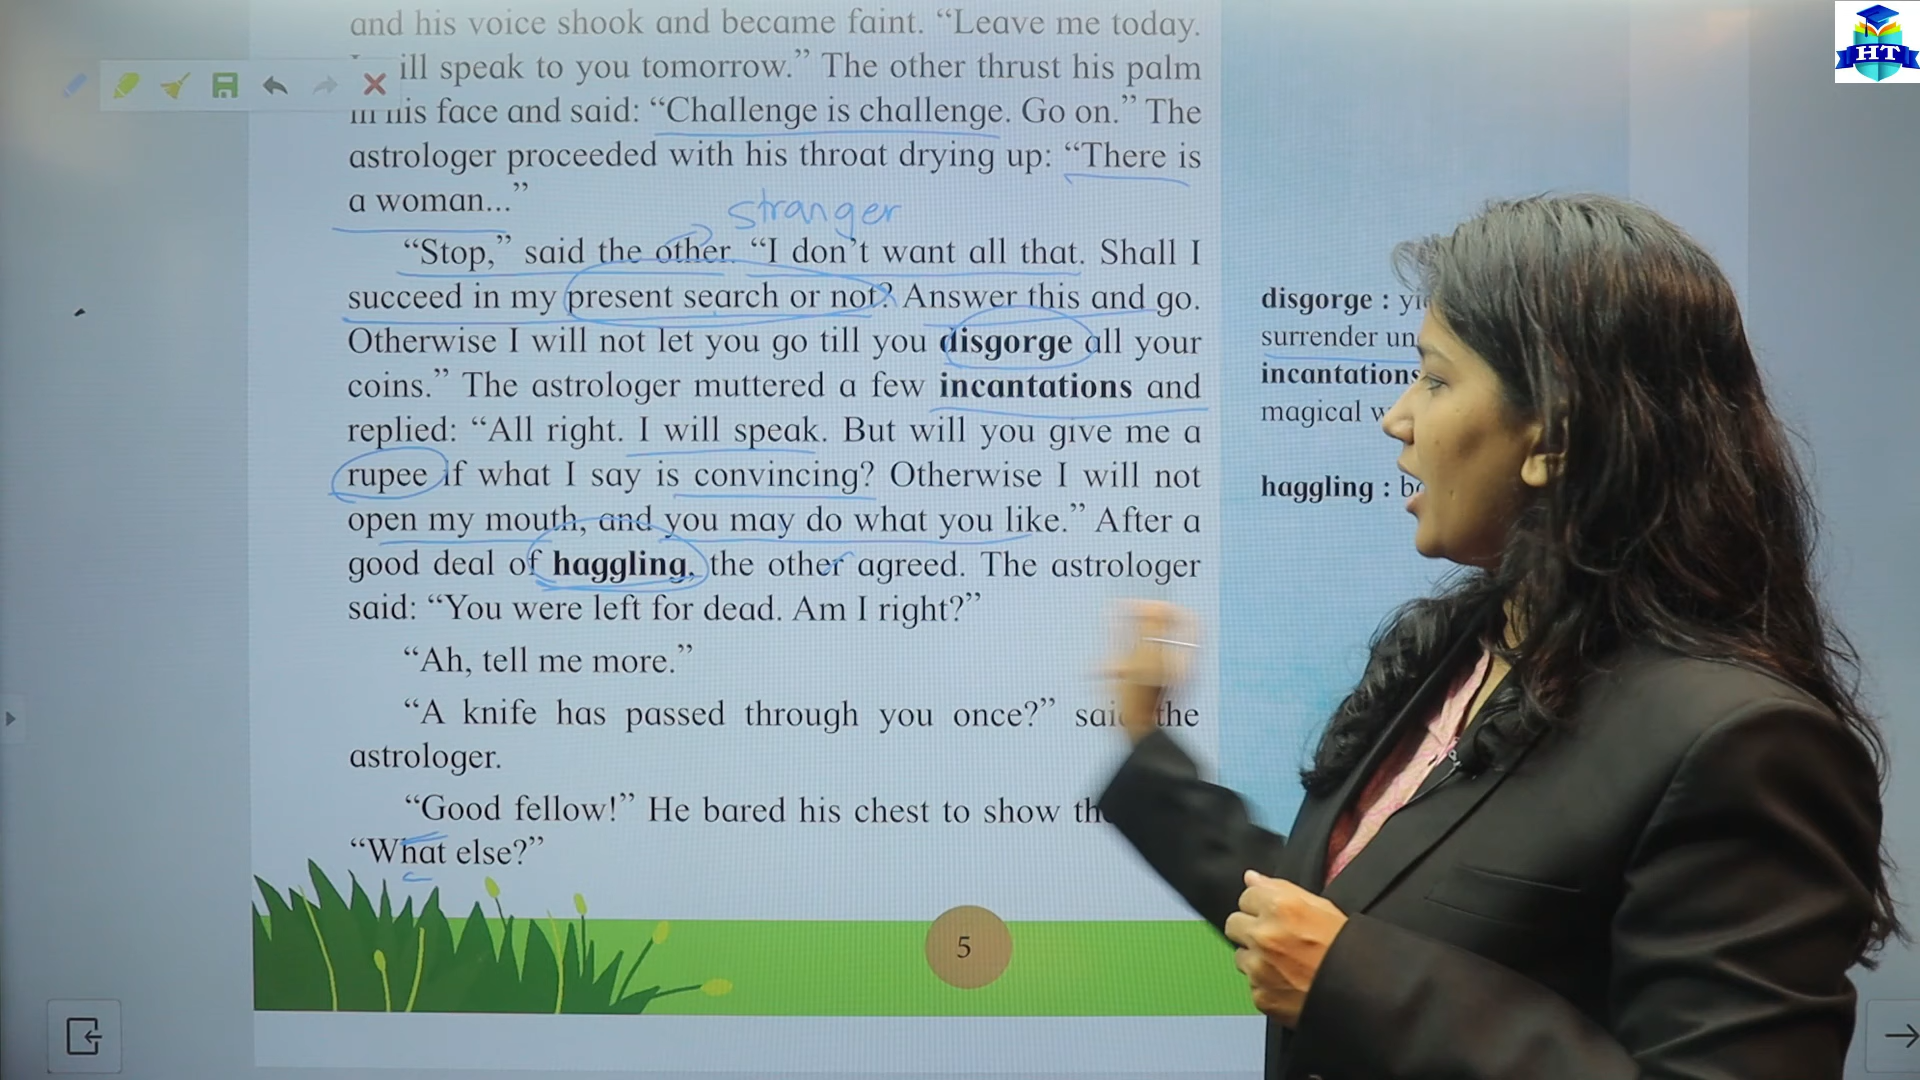 and his voice shook and became faint. “Leave me today.
ill speak to you tomorrow.” The other thrust his palm
in his face and said: “Challenge is challenge. Go on.” The
astrologer proceeded with his throat drying up: “There is
a woman...”
stranger
“Stop,” said the other. “I don’t want all that. Shall I
succeed in my present search or not? Answer this and go.
Otherwise I will not let you go till you disgorge all your
coins.” The astrologer muttered a few incantations and
replied: “All right. I will speak. But will you give me a
rupee if what I say is convincing? Otherwise I will not
open my mouth, and you may do what you like.” After a
good deal of haggling, the other agreed. The astrologer
said: “You were left for dead. Am I right?”
“Ah, tell me more.”
“A knife has passed through you once?” said the
astrologer.
“Good fellow!” He bared his chest to show
“What else?”
5
disgorge :
surrender
incantations
magical
haggling :
HT